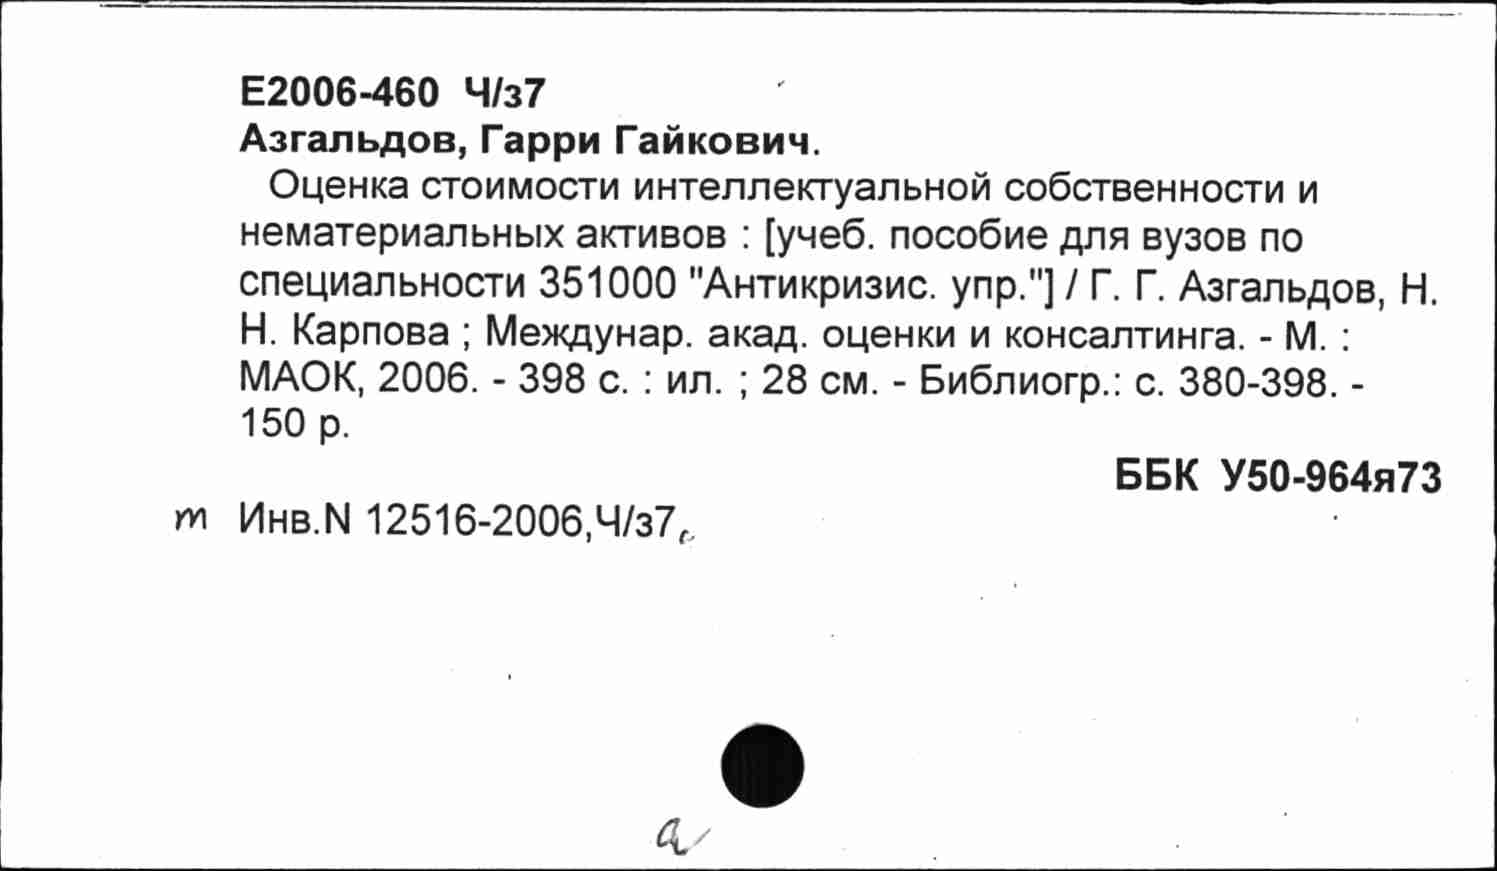 Е2006-460 Ч/з7
Азгальдов, Гарри Гайкович.
Оценка стоимости интеллектуальной собственности и
нематериальных активов : [учеб. пособие для вузов по
специальности 351000 "Антикризис. упр."] / Г. Г. Азгальдов, Н.
Н. Карпова ; Междунар. акад. оценки и консалтинга. - М. :
МАОК, 2006. - 398 с. : ил. ; 28 см. - Библиогр.: с. 380-398. -
150 р.
ББК У50-964я73
т Инв.N 12516-2006,Ч/з7